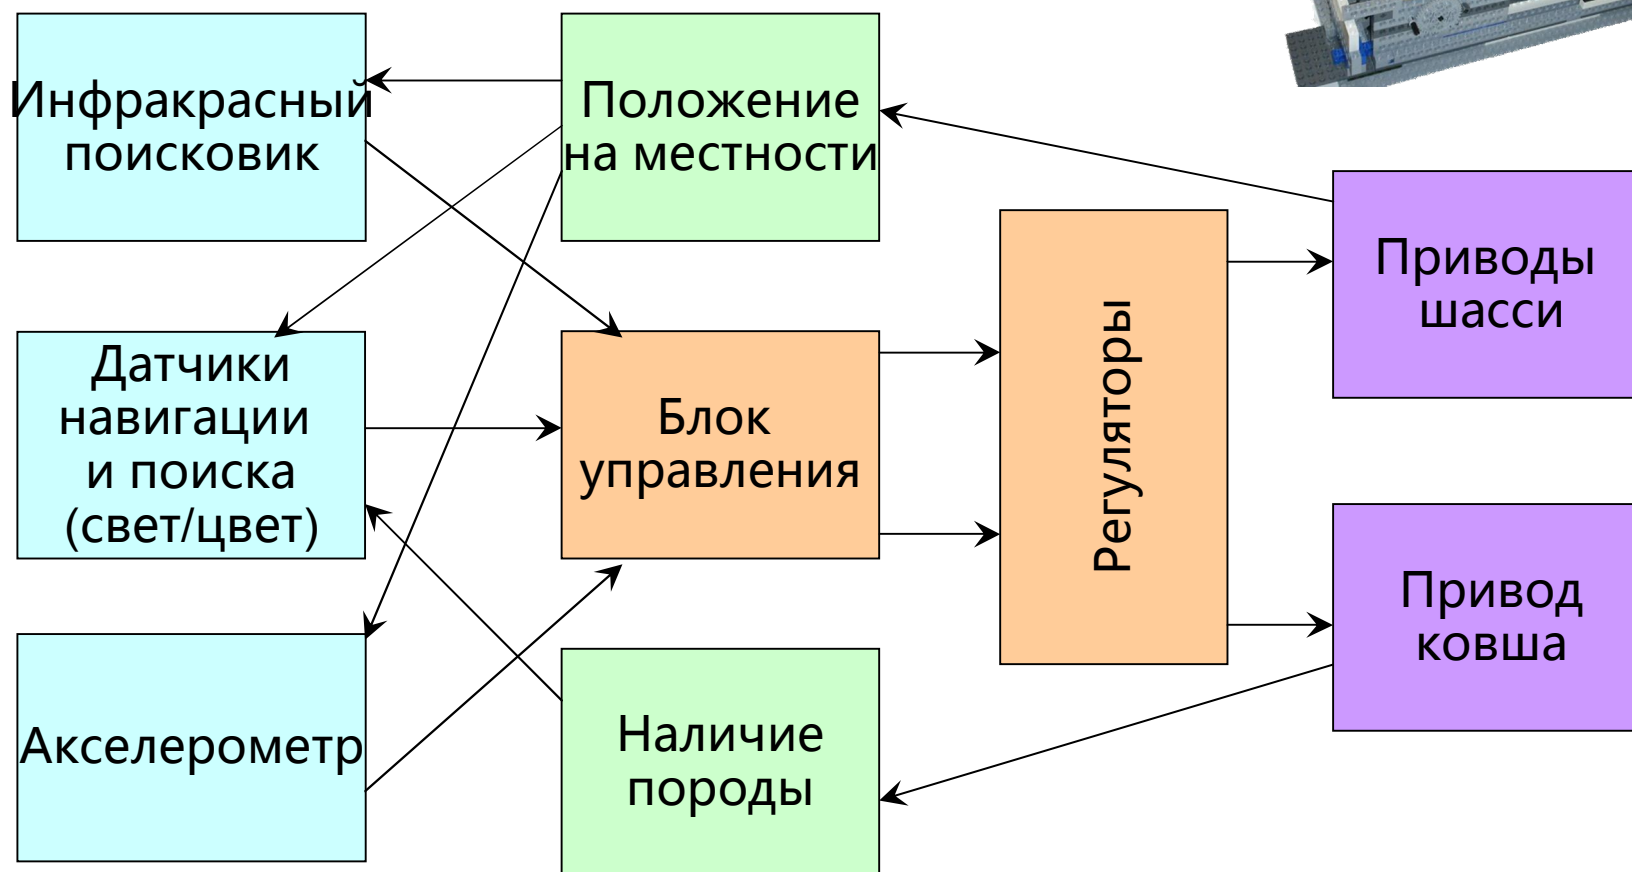 Инфракрасный
поисковик
Положение
на местности
Приводы
шасси
Датчики
навигации
и поиска
(свет/цвет)
Блок
управления
Регуляторы
Привод
ковша
Акселерометр
Наличие
породы